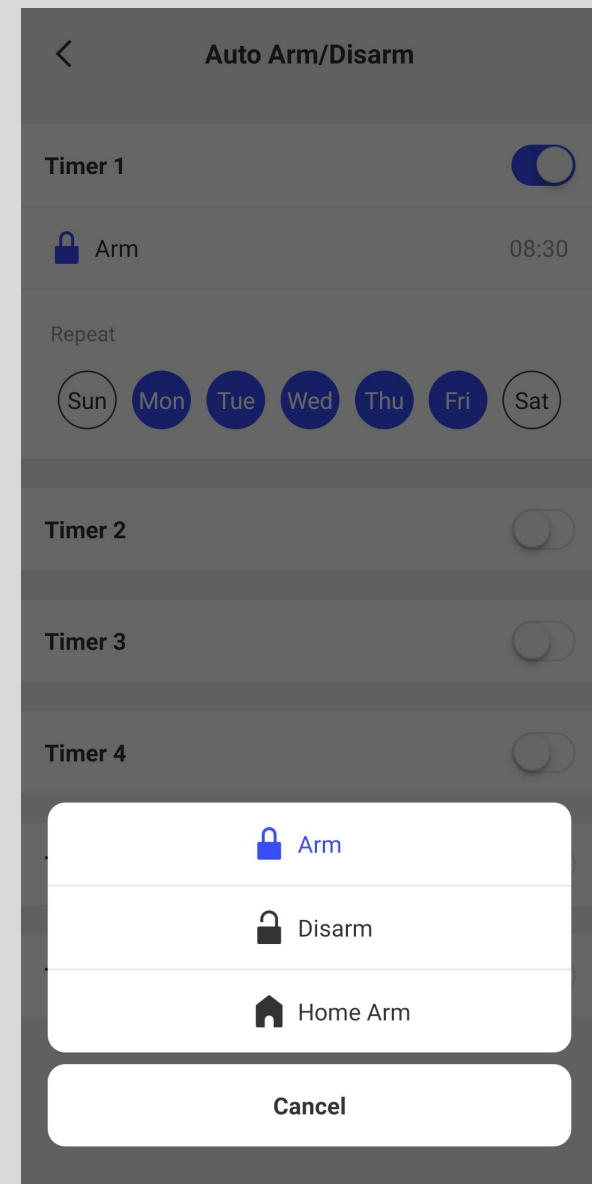 Auto Arm/Disarm
Timer 1
Arm 08:30
Repeat
Sun Mon Tue Wed Thu Fri Sat
Timer 2
Timer 3
Timer 4
Arm
Disarm
Home Arm
Cancel